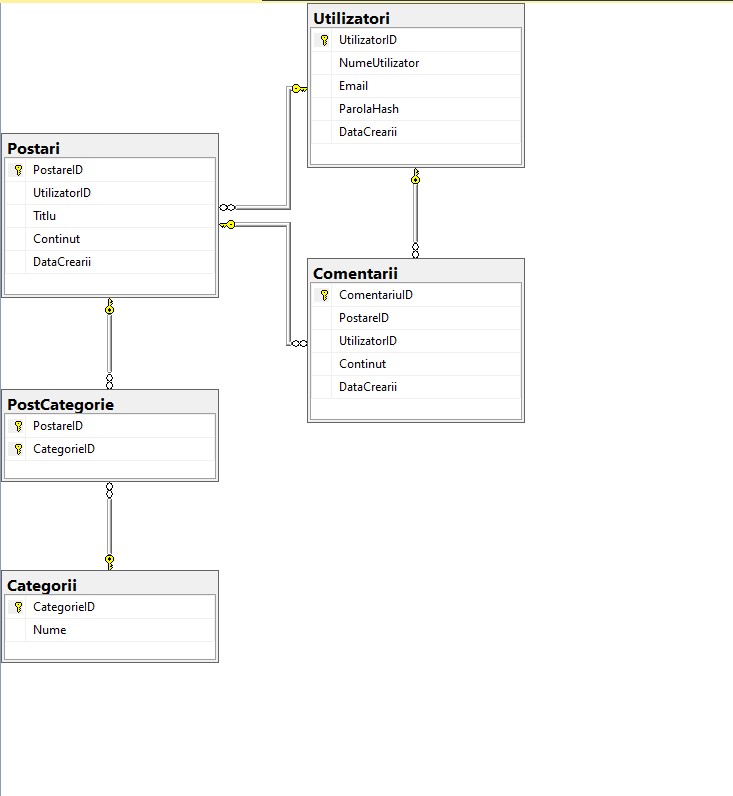 Utilizatori
UtilizatorID
NumeUtilizator
Email
ParolaHash
DataCrearii
Postari
PostareID
UtilizatorID
Titlu
Continut
DataCrearii
Comentarii
ComentariuID
PostareID
UtilizatorID
Continut
DataCrearii
PostCategorie
PostareID
CategorieID
Categorii
CategorieID
Nume